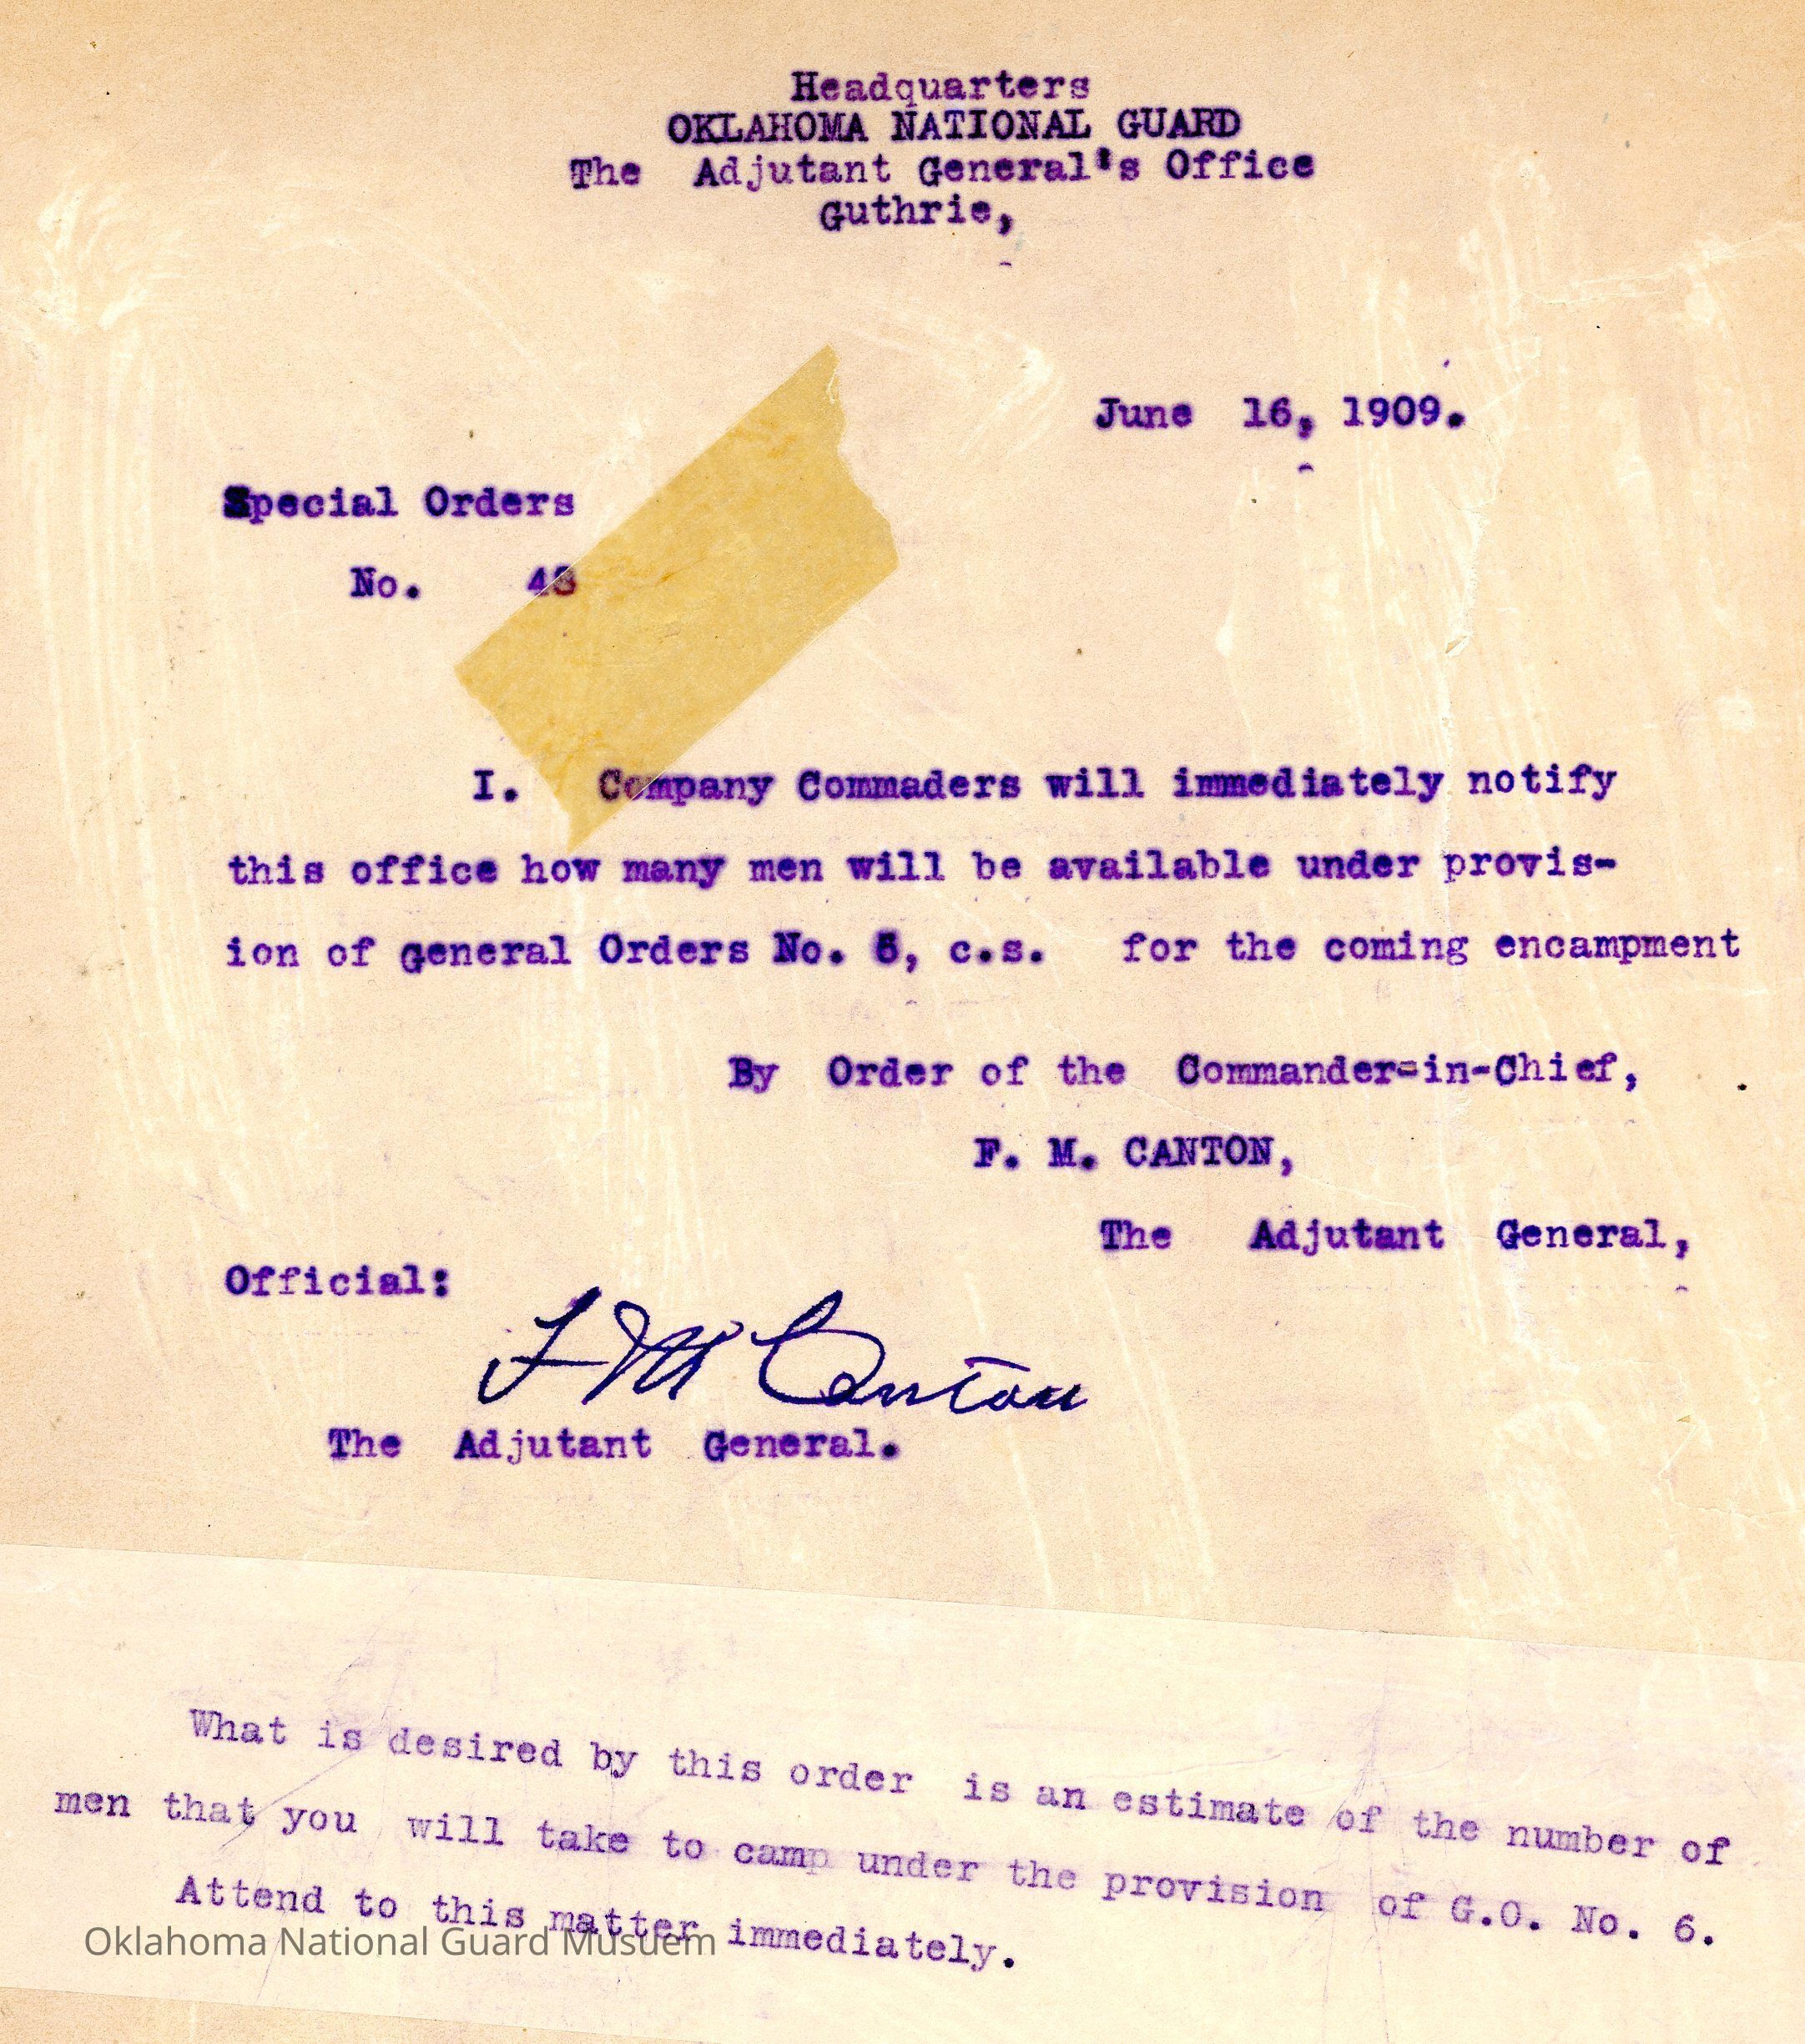 Headquarters
OKLAHOMA NATIONAL GUARD
The Adjutant General's Office
Guthrie,
June 16, 1909.
Special Orders
No. 43
I. Company Commaders will immediately notify
this office how many men will be available under provis-
ion of general Orders No. 6, c.s. for the coming encampment
By Order of the Commander-in-Chief,
F. M. CANTON,
The Adjutant General,
Official:
F M Canton
The Adjutant General.
What is desired by this order is an estimate of the number of
men that you will take to camp under the provision of G.O. No. 6.
Attend to this matter immediately.
Oklahoma National Guard Musuem